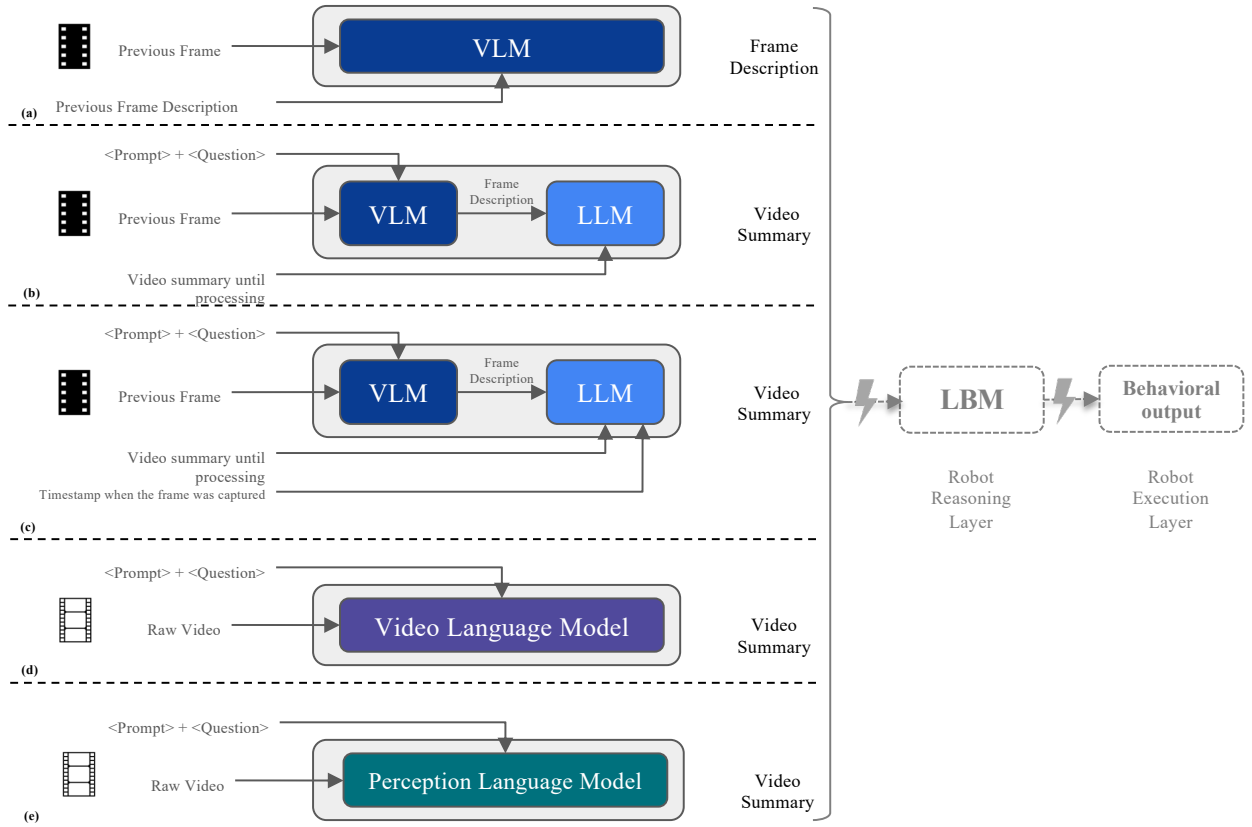 Previous Frame
VLM
Frame
Description
Previous Frame Description
(a)
<Prompt> + <Question>
Previous Frame
VLM
Frame
Description
LLM
Video
Summary
Video summary until
processing
(b)
<Prompt> + <Question>
Previous Frame
VLM
Frame
Description
LLM
Video
Summary
Video summary until
processing
Timestamp when the frame was captured
(c)
<Prompt> + <Question>
Raw Video
Video Language Model
Video
Summary
(d)
<Prompt> + <Question>
Raw Video
Perception Language Model
Video
Summary
(e)
LBM
Robot
Reasoning
Layer
Behavioral
output
Robot
Execution
Layer